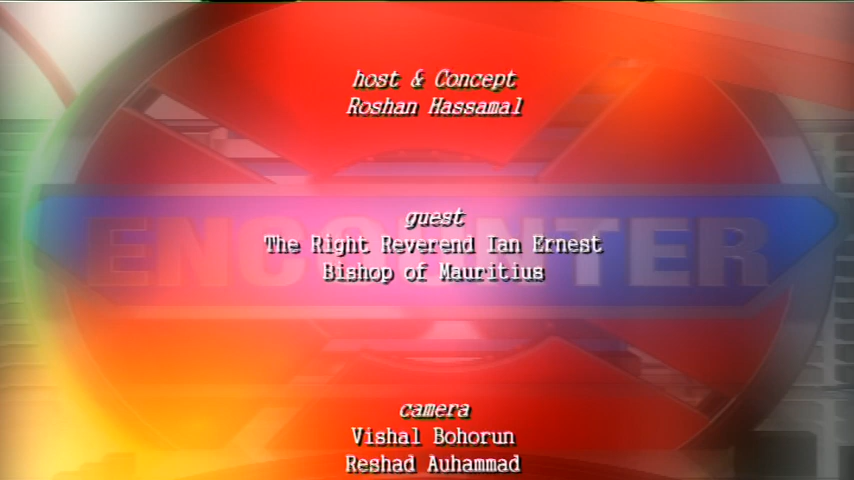 host & Concept
Roshan Hassamal
guest
The Right Reverend Ian Ernest
Bishop of Mauritius
ENCOUNTER
camera
Vishal Bohorun
Reshad Auhammad